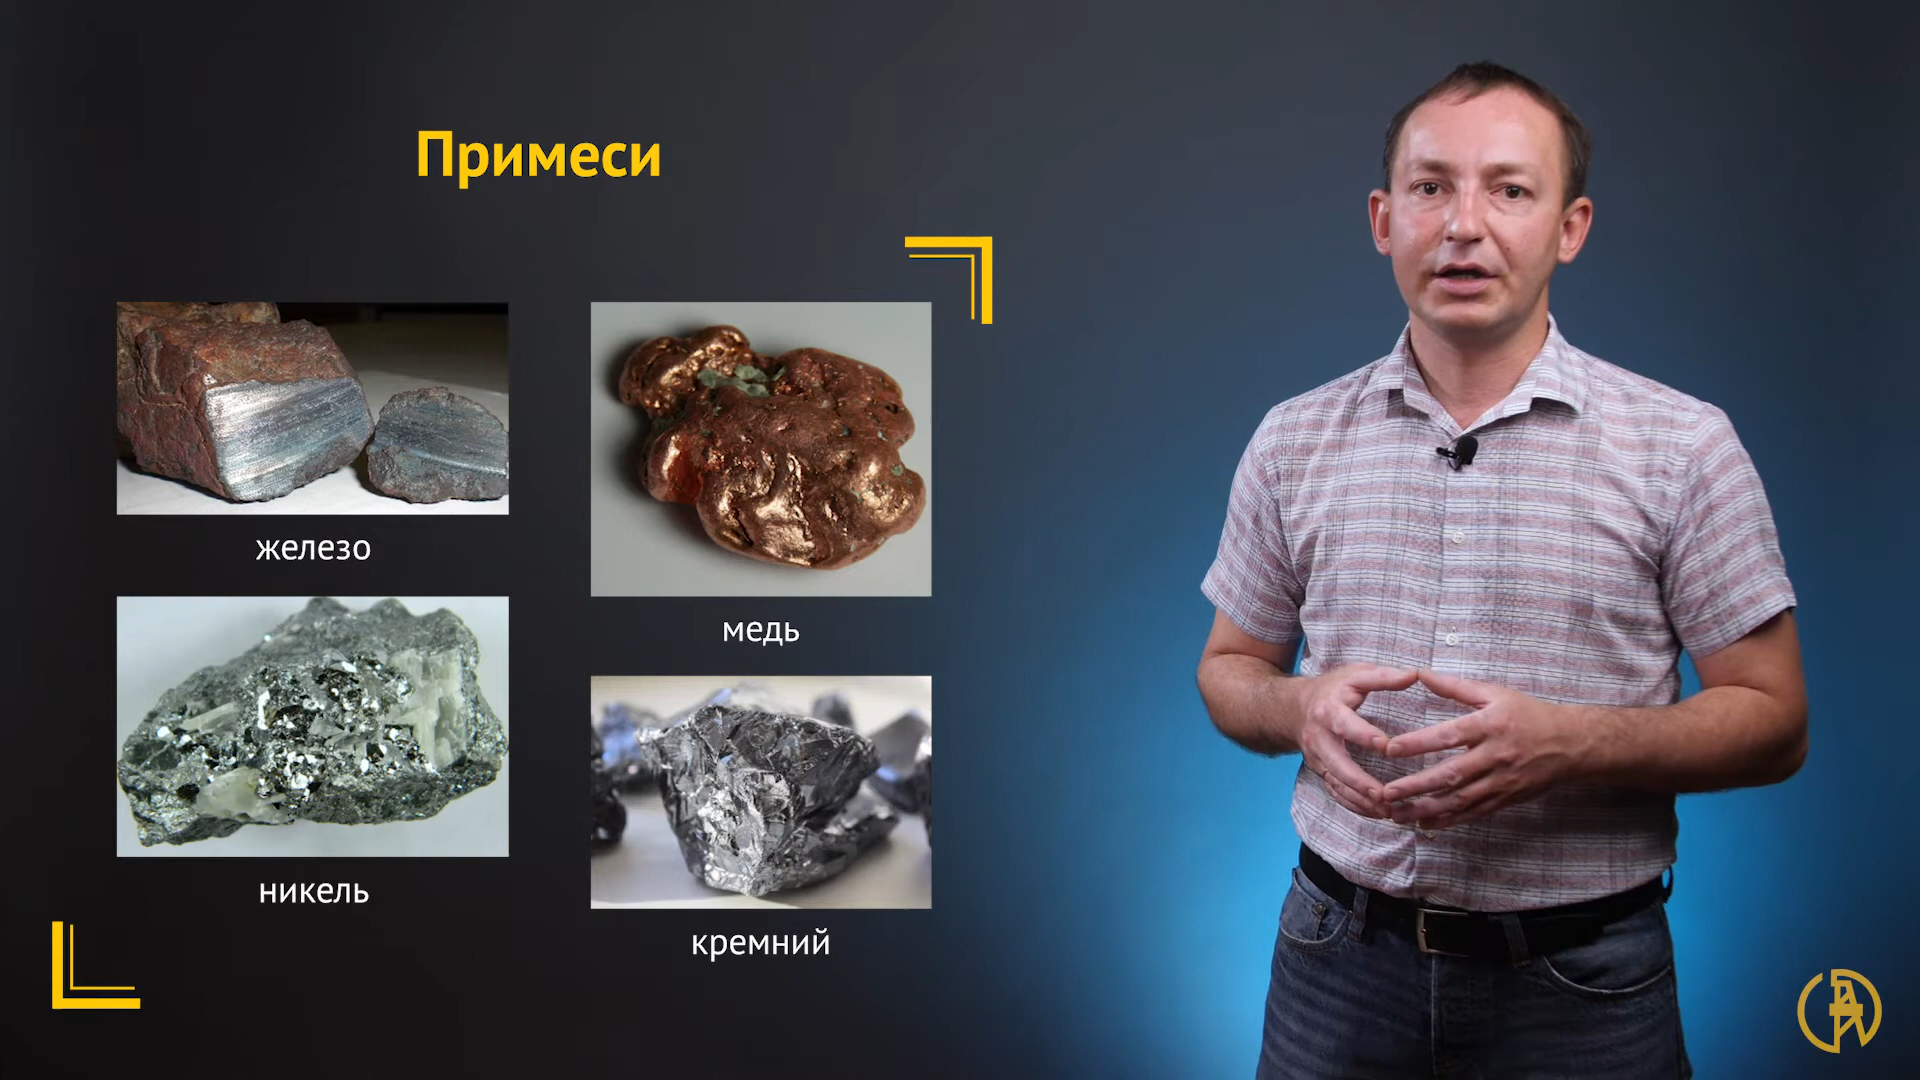 Примеси
железо
медь
никель
кремний